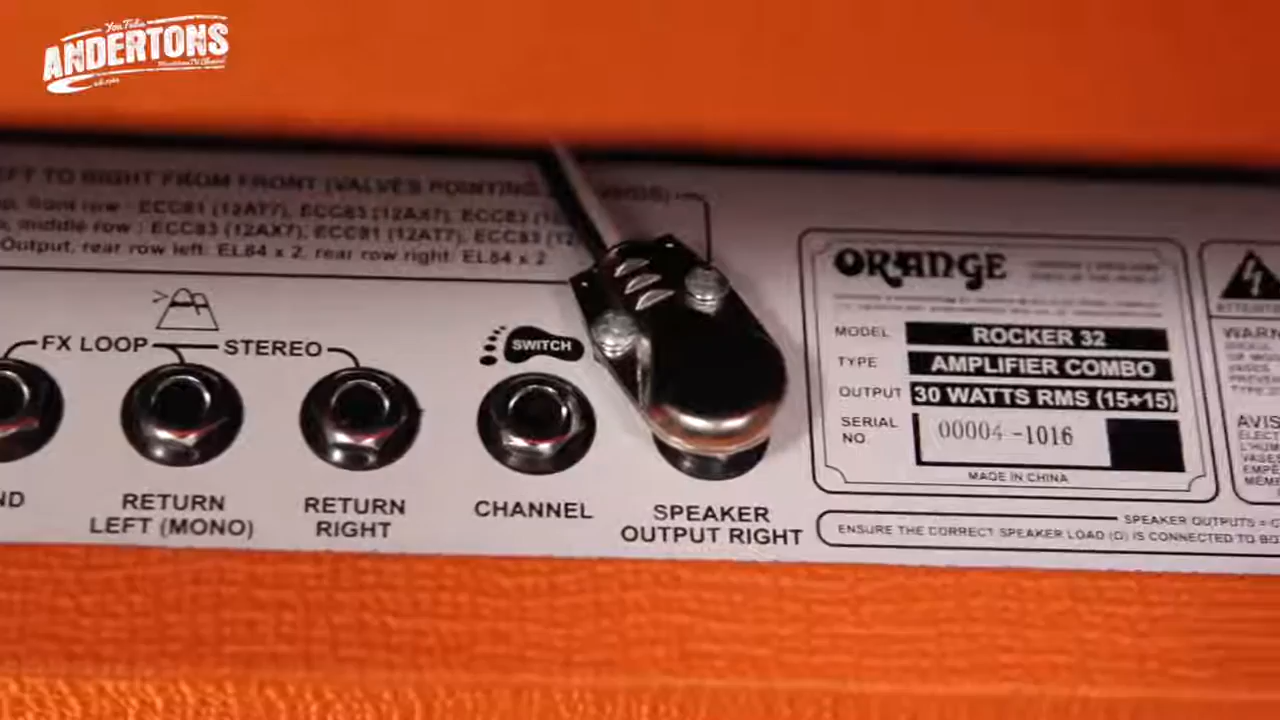 YouTube
ANDERTONS
EFT TO RIGHT FROM FRONT (VALVES POINTING
front row : ECC81 (12AT7), ECC83 (12AX7), ECC83
middle row : ECC83 (12AX7), ECC81 (12AT7), ECC83 (12
Output, rear row left: EL84 x 2, rear row right: EL84 x 2
FX LOOP
STEREO
SWITCH
ND
RETURN
LEFT (MONO)
RETURN
RIGHT
CHANNEL
SPEAKER
OUTPUT RIGHT
ORANGE
MODEL ROCKER 32
TYPE AMPLIFIER COMBO
OUTPUT 30 WATTS RMS (15+15)
SERIAL
NO. 00004-1016
MADE IN CHINA
SPEAKER OUTPUTS =
ENSURE THE CORRECT SPEAKER LOAD (Ω) IS CONNECTED TO BO
WARN
AVIS